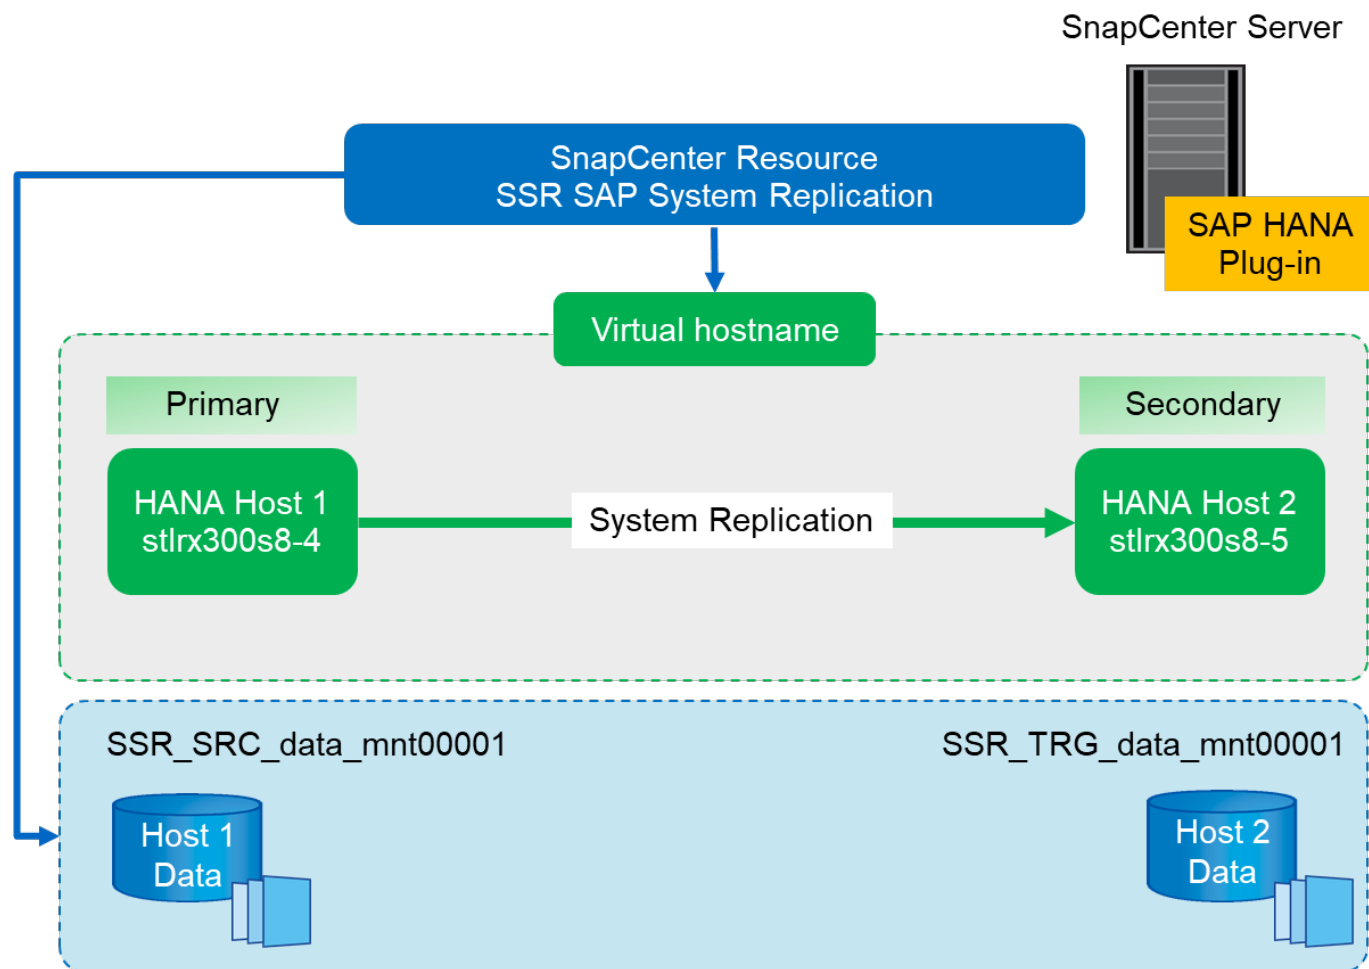 SnapCenter Server
SnapCenter Resource
SSR SAP System Replication
SAP HANA
Plug-in
Virtual hostname
Primary
Secondary
HANA Host 1
stlrx300s8-4
System Replication
HANA Host 2
stlrx300s8-5
SSR_SRC_data_mnt00001
SSR_TRG_data_mnt00001
Host 1
Data
Host 2
Data